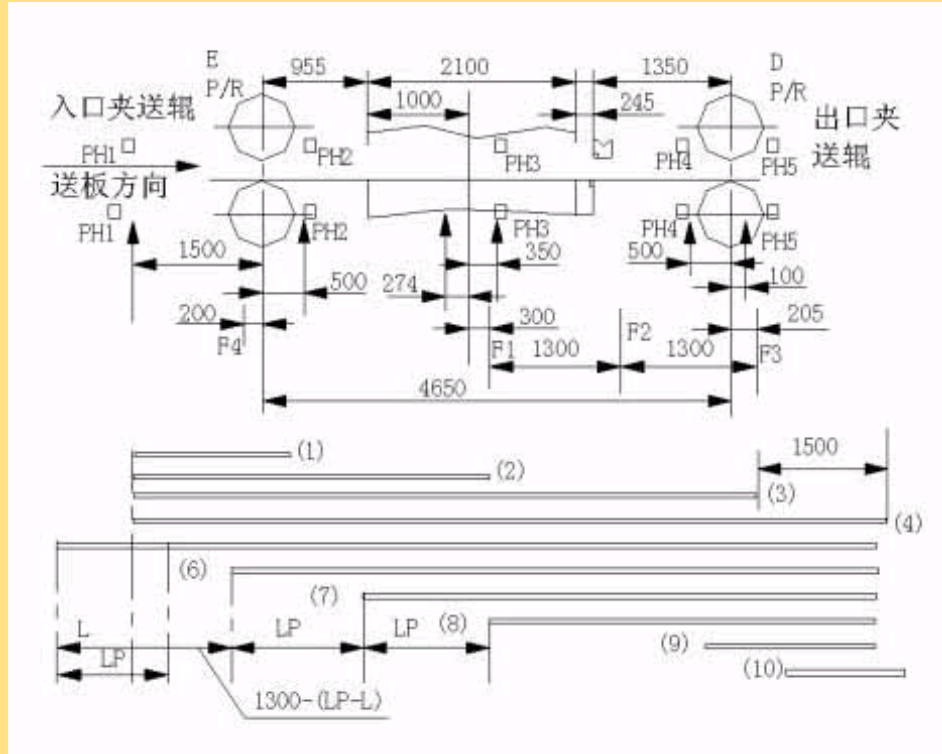 E
P/R
955
2100
1350
D
P/R
1000
245
入口夹送辊
出口夹
送辊
PH1
PH2
PH3
PH4
PH5
送板方向
PH1
PH2
PH3
PH4
PH5
1500
350
500
100
500
274
200
300
205
F4
F1
F2
F3
1300
1300
4650
(1)
(2)
1500
(3)
(4)
(6)
(7)
L
LP
LP
(8)
(9)
LP
(10)
1300-(LP-L)